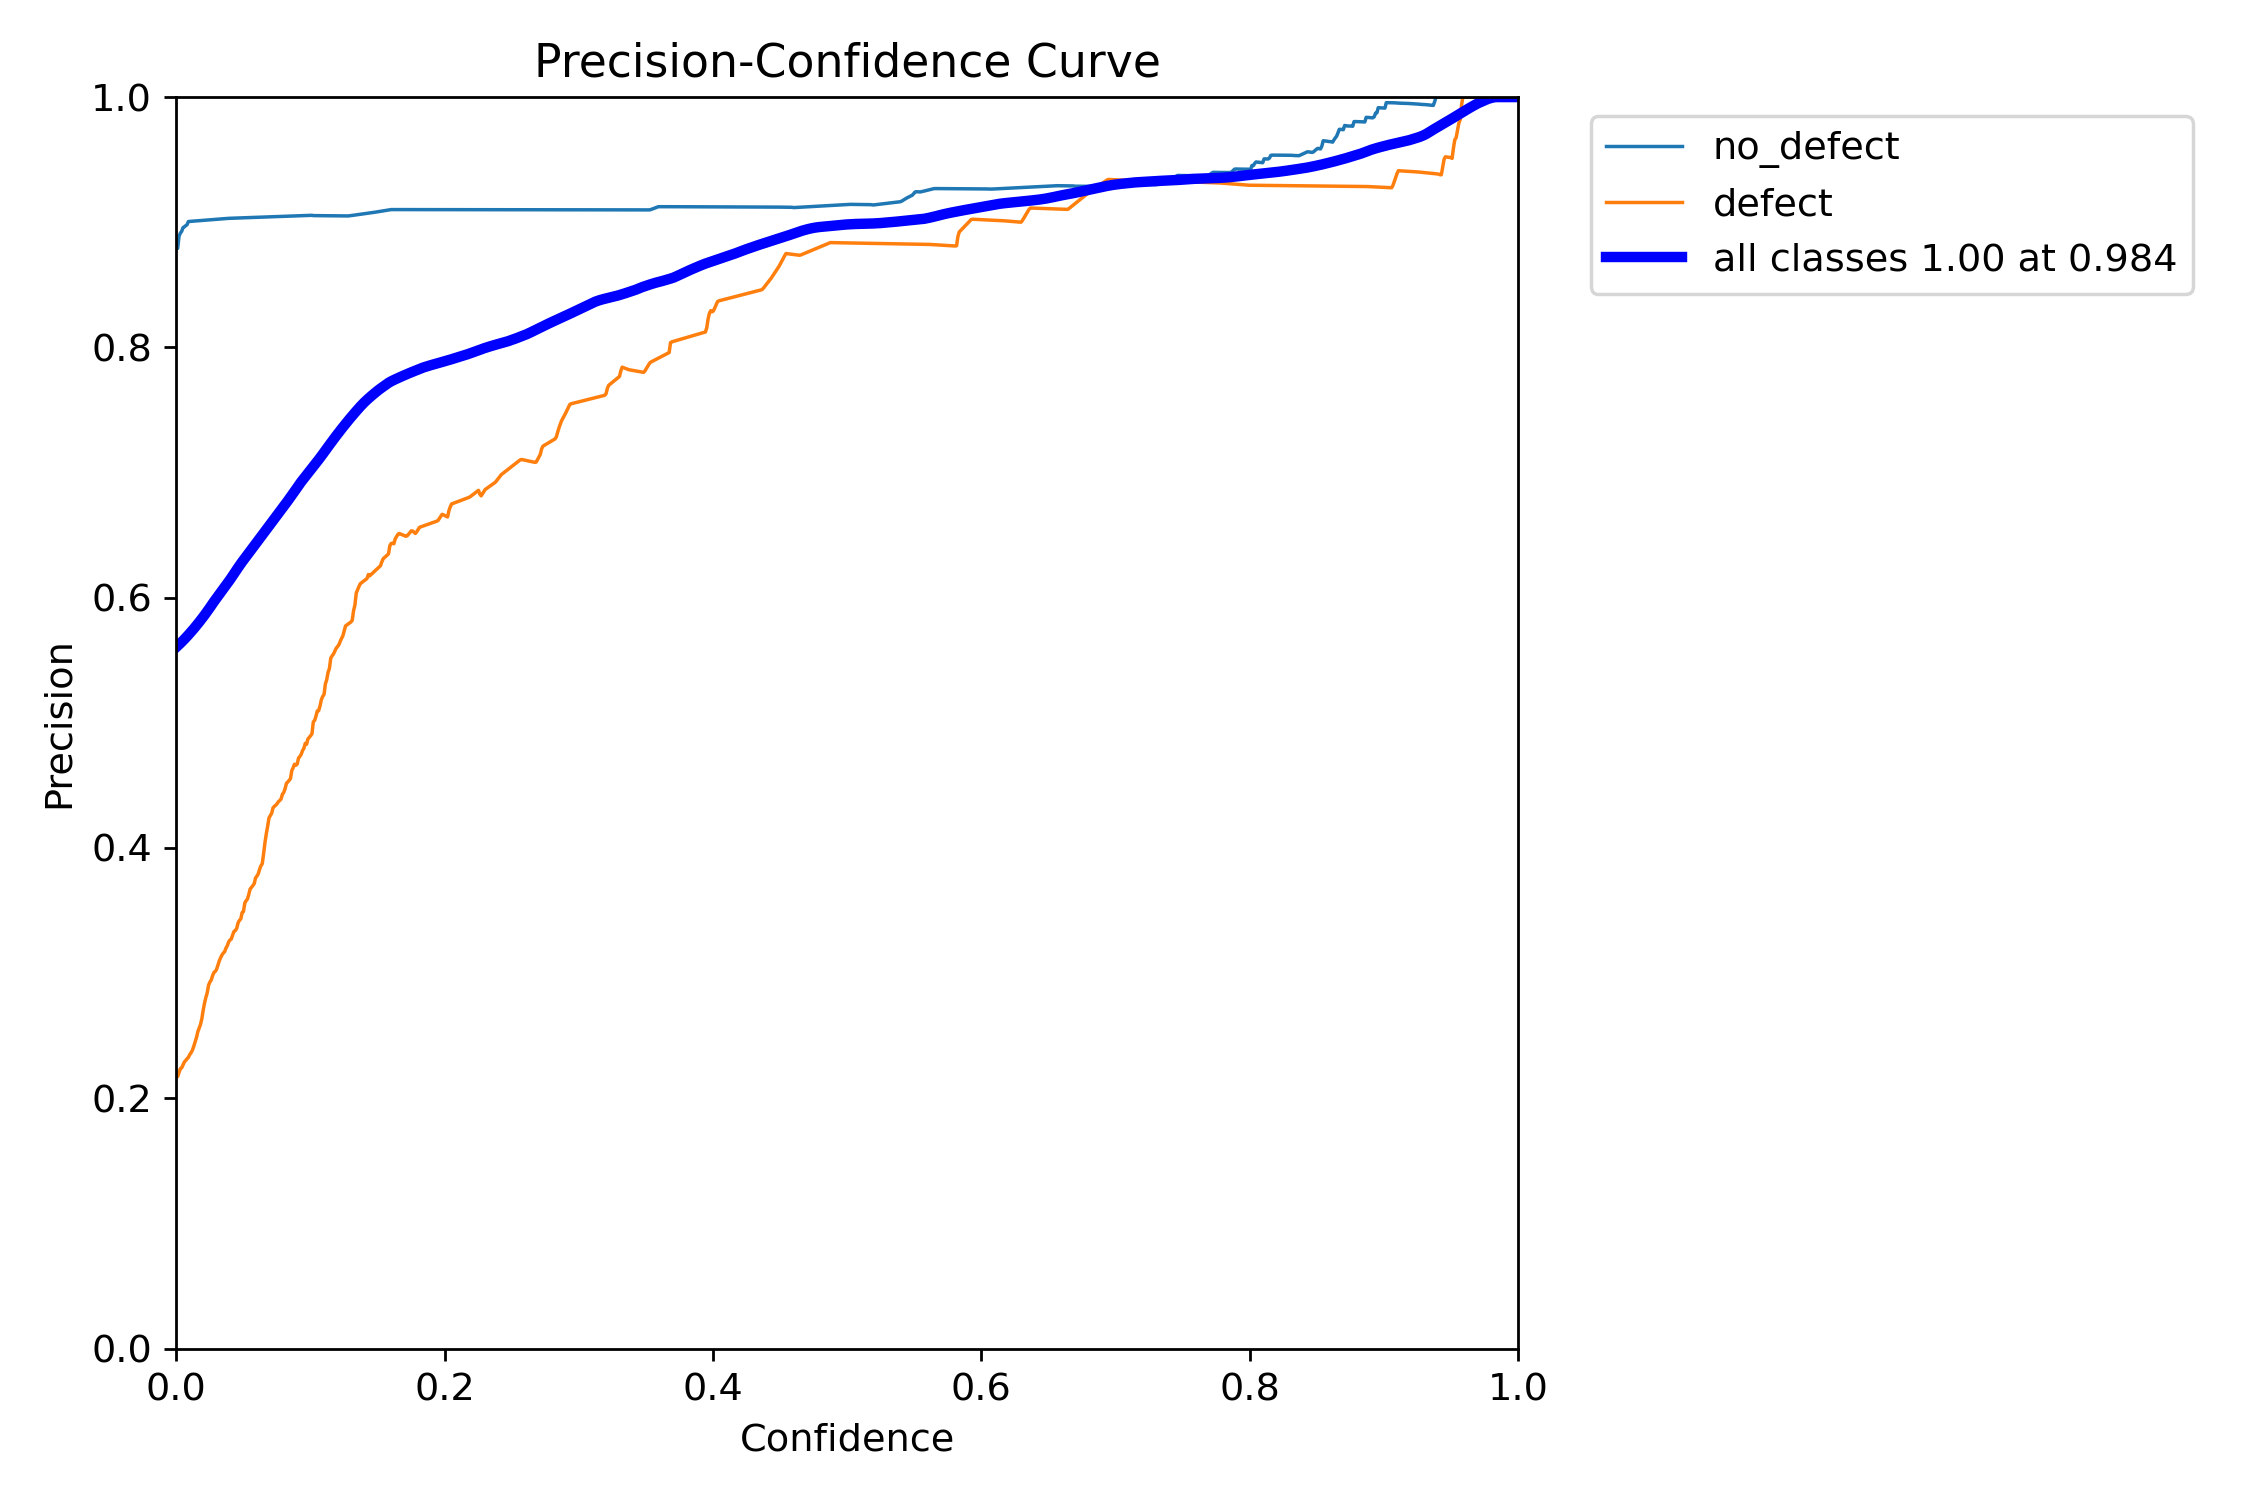 Precision-Confidence Curve
1.0
0.8
0.6
0.4
0.2
0.0
Precision
0.0 0.2 0.4 0.6 0.8 1.0
Confidence
no_defect
defect
all classes 1.00 at 0.984